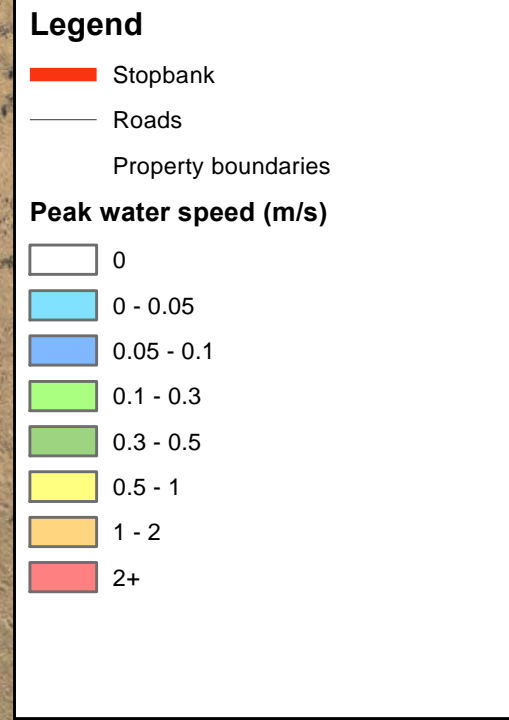 Legend
Stopbank
Roads
Property boundaries
Peak water speed (m/s)
0
0 - 0.05
0.05 - 0.1
0.1 - 0.3
0.3 - 0.5
0.5 - 1
1 - 2
2+